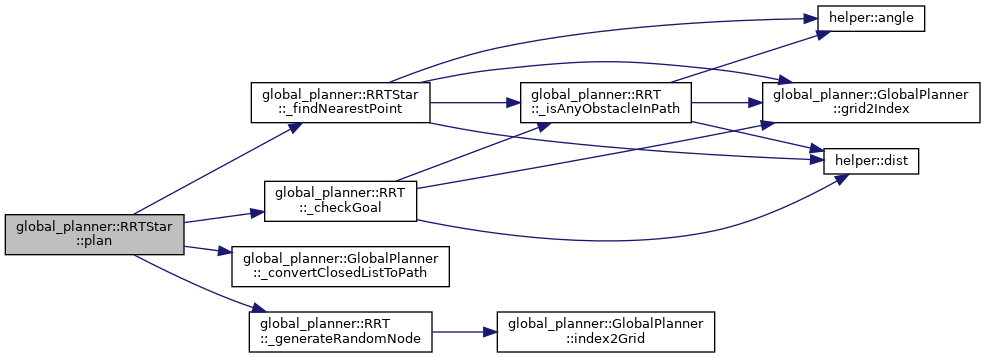 global_planner::RRTStar
::plan
global_planner::RRTStar
::_findNearestPoint
global_planner::RRT
::_checkGoal
global_planner::GlobalPlanner
::_convertClosedListToPath
global_planner::RRT
::_generateRandomNode
global_planner::RRT
::_isAnyObstacleInPath
global_planner::GlobalPlanner
::index2Grid
helper::angle
global_planner::GlobalPlanner
::grid2Index
helper::dist